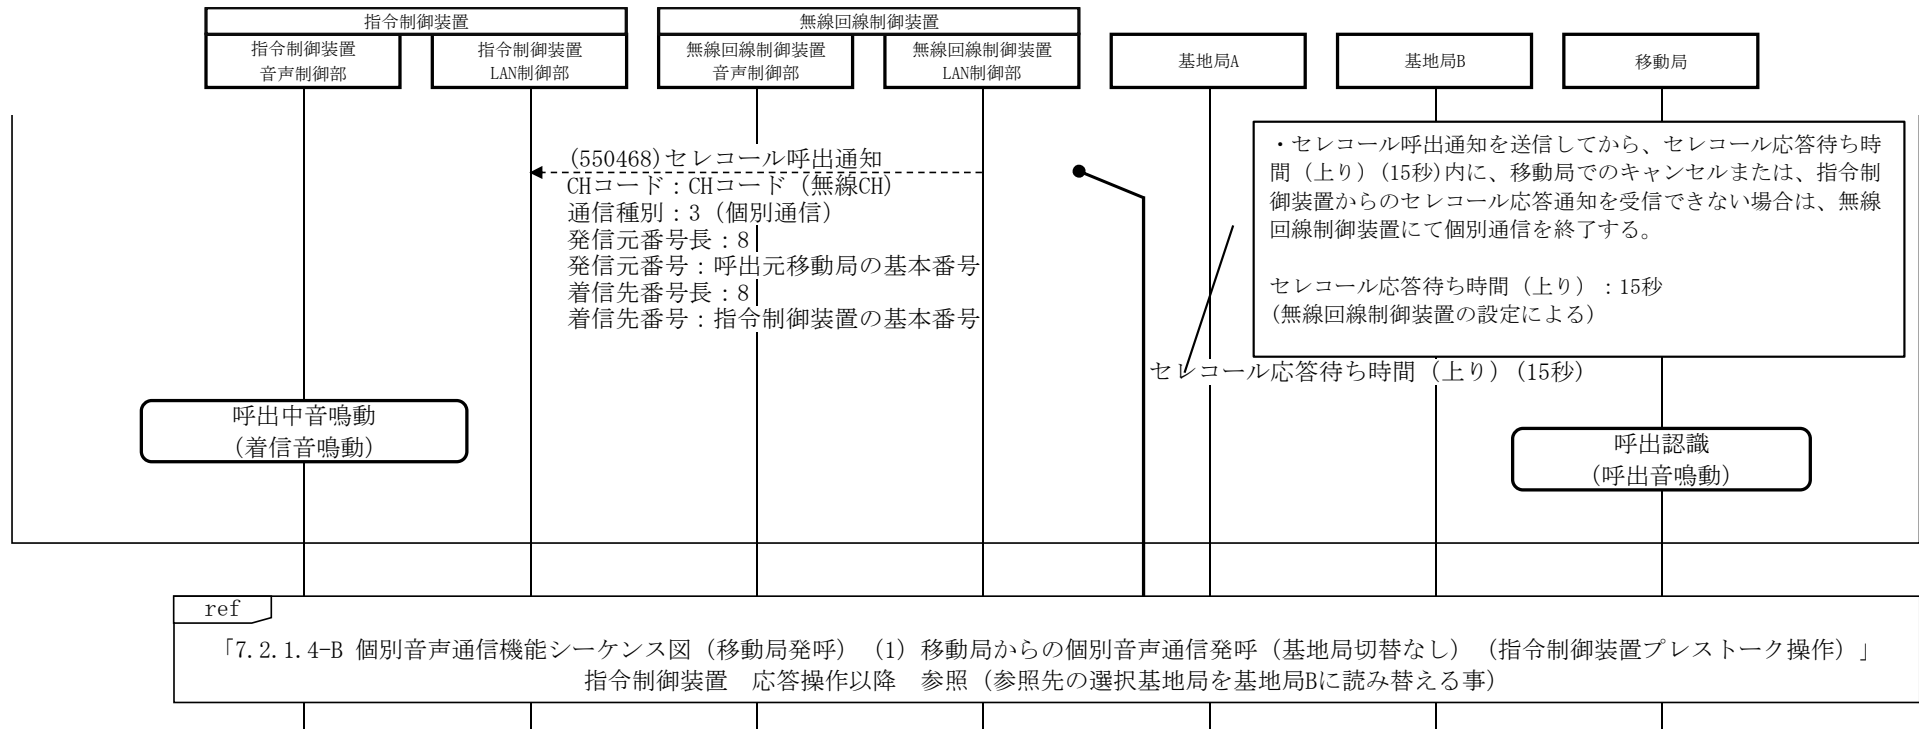 指令制御装置
無線回線制御装置
指令制御装置
音声制御部
指令制御装置
LAN制御部
無線回線制御装置
音声制御部
無線回線制御装置
LAN制御部
基地局A
基地局B
移動局
(550468)セレコール呼出通知
CHコード：CHコード（無線CH）
通信種別：3（個別通信）
発信元番号長：8
発信元番号：呼出元移動局の基本番号
着信先番号長：8
着信先番号：指令制御装置の基本番号
・セレコール呼出通知を送信してから、セレコール応答待ち時
間（上り）(15秒)内に、移動局でのキャンセルまたは、指令制
御装置からのセレコール応答通知を受信できない場合は、無線
回線制御装置にて個別通信を終了する。
セレコール応答待ち時間（上り）：15秒
(無線回線制御装置の設定による)
セレコール応答待ち時間（上り）(15秒)
呼出中音鳴動
（着信音鳴動）
呼出認識
（呼出音鳴動）
ref
「7.2.1.4-B 個別音声通信機能シーケンス図（移動局発呼）（1）移動局からの個別音声通信発呼（基地局切替なし）（指令制御装置プレストーク操作）」
指令制御装置　応答操作以降　参照（参照先の選択基地局を基地局Bに読み替える事）